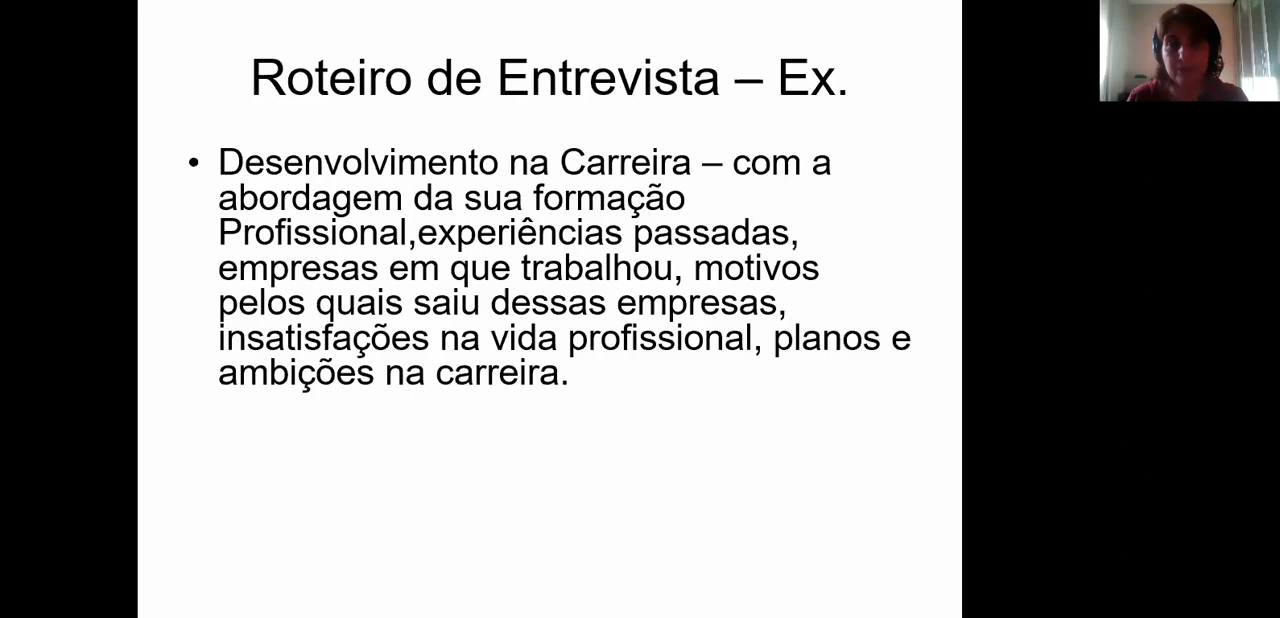 Roteiro de Entrevista – Ex.
• Desenvolvimento na Carreira – com a
abordagem da sua formação
Profissional,experiências passadas,
empresas em que trabalhou, motivos
pelos quais saiu dessas empresas,
insatisfações na vida profissional, planos e
ambições na carreira.